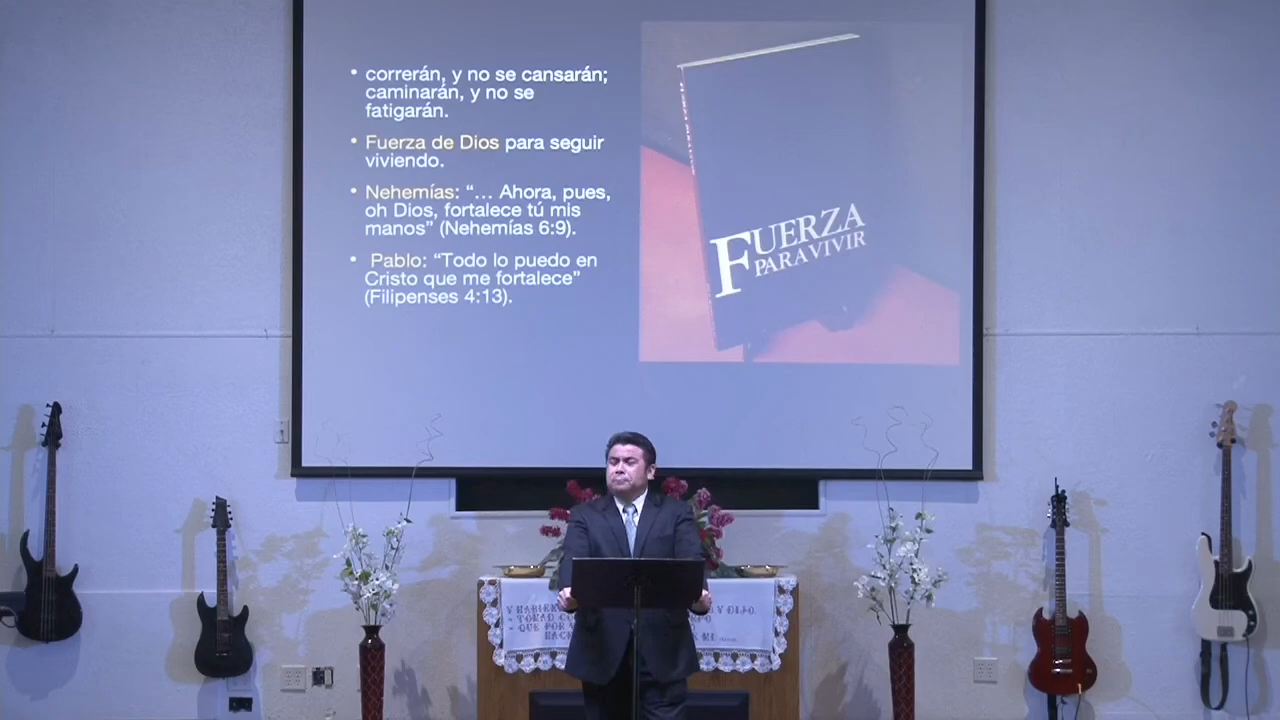 • correrán, y no se cansarán;
caminarán, y no se
fatigarán.
• Fuerza de Dios para seguir
viviendo.
• Nehemías: “… Ahora, pues,
oh Dios, fortalece tú mis
manos” (Nehemías 6:9).
• Pablo: “Todo lo puedo en
Cristo que me fortalece”
(Filipenses 4:13).
FUERZA
PARA VIVIR
Y HABIEN Y DIJO.
- TOMAD
- QUE POR
HAC MI